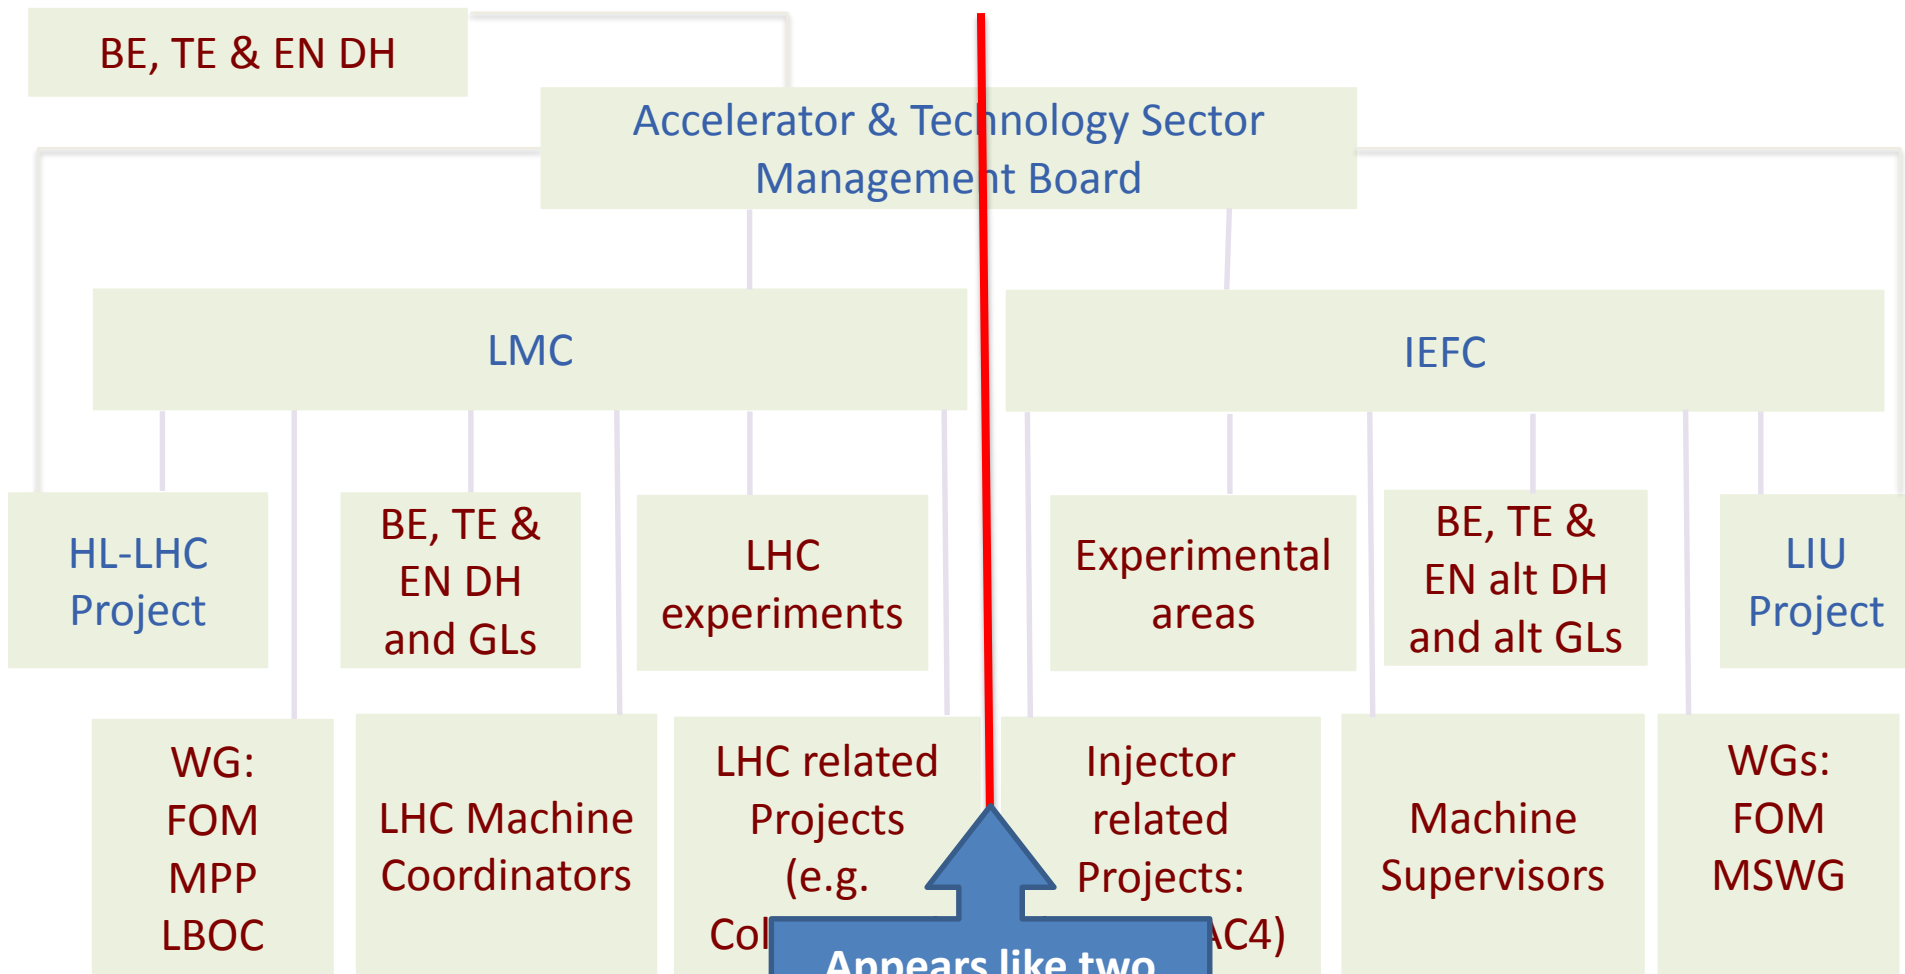 BE, TE & EN DH
Accelerator & Technology Sector
Management Board
LMC
IEFC
HL-LHC
Project
BE, TE &
EN DH
and GLs
LHC
experiments
Experimental
areas
BE, TE &
EN alt DH
and alt GLs
LIU
Project
WG:
FOM
MPP
LBOC
LHC Machine
Coordinators
LHC related
Projects
(e.g.
Injector
related
Projects:
Machine
Supervisors
WGs:
FOM
MSWG
Appears like two